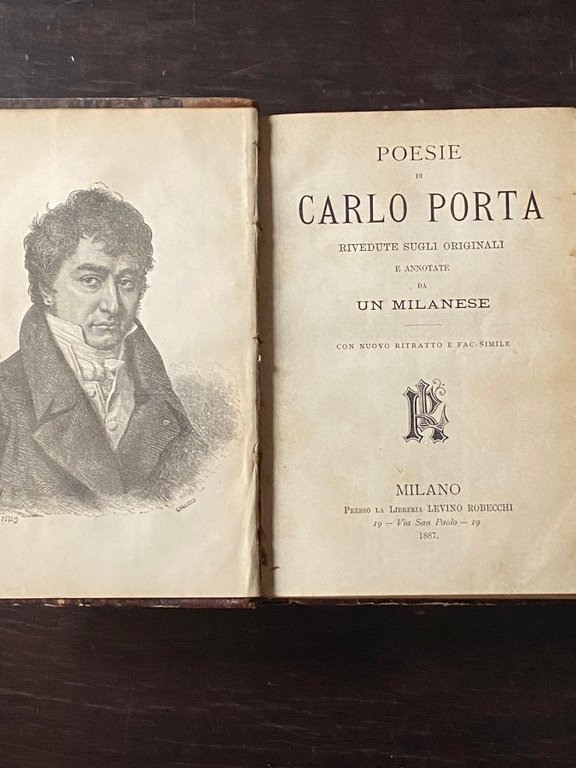 POESIE
DI
CARLO PORTA
RIVEDUTE SUGLI ORIGINALI
E ANNOTATE
DA
UN MILANESE
CON NUOVO RITRATTO E FAC-SIMILE
MILANO
PRESSO LA LIBRERIA LEVINO ROBECCHI
19 — Via San Paolo — 19
1887.